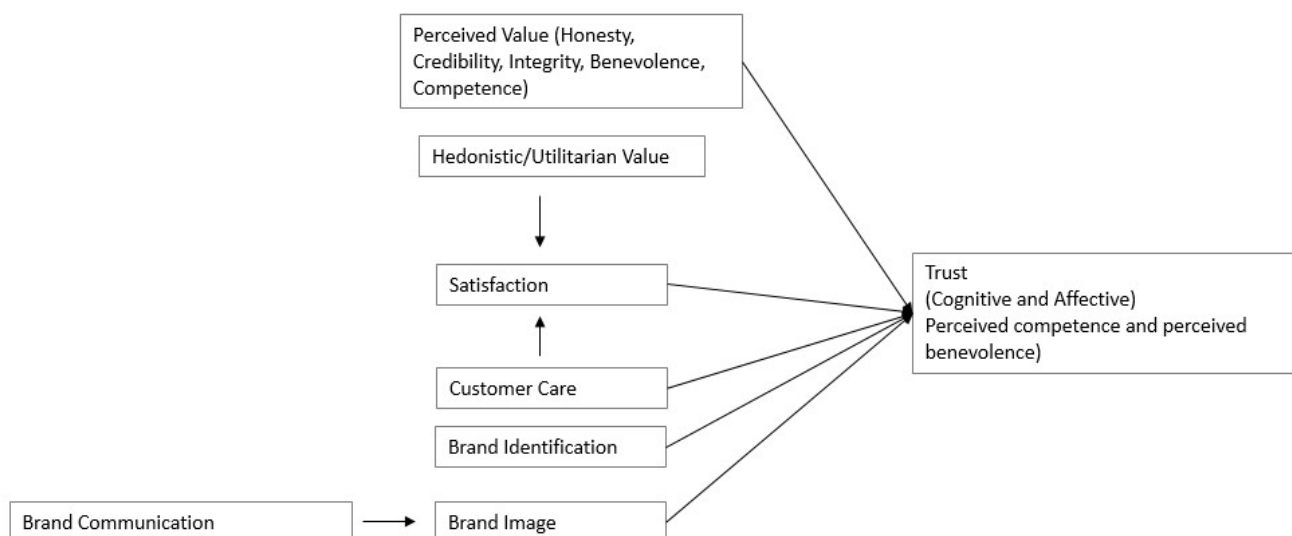 Perceived Value (Honesty,
Credibility, Integrity, Benevolence,
Competence)
Hedonistic/Utilitarian Value
Satisfaction
Trust
(Cognitive and Affective)
Perceived competence and perceived
benevolence)
Customer Care
Brand Identification
Brand Communication
Brand Image